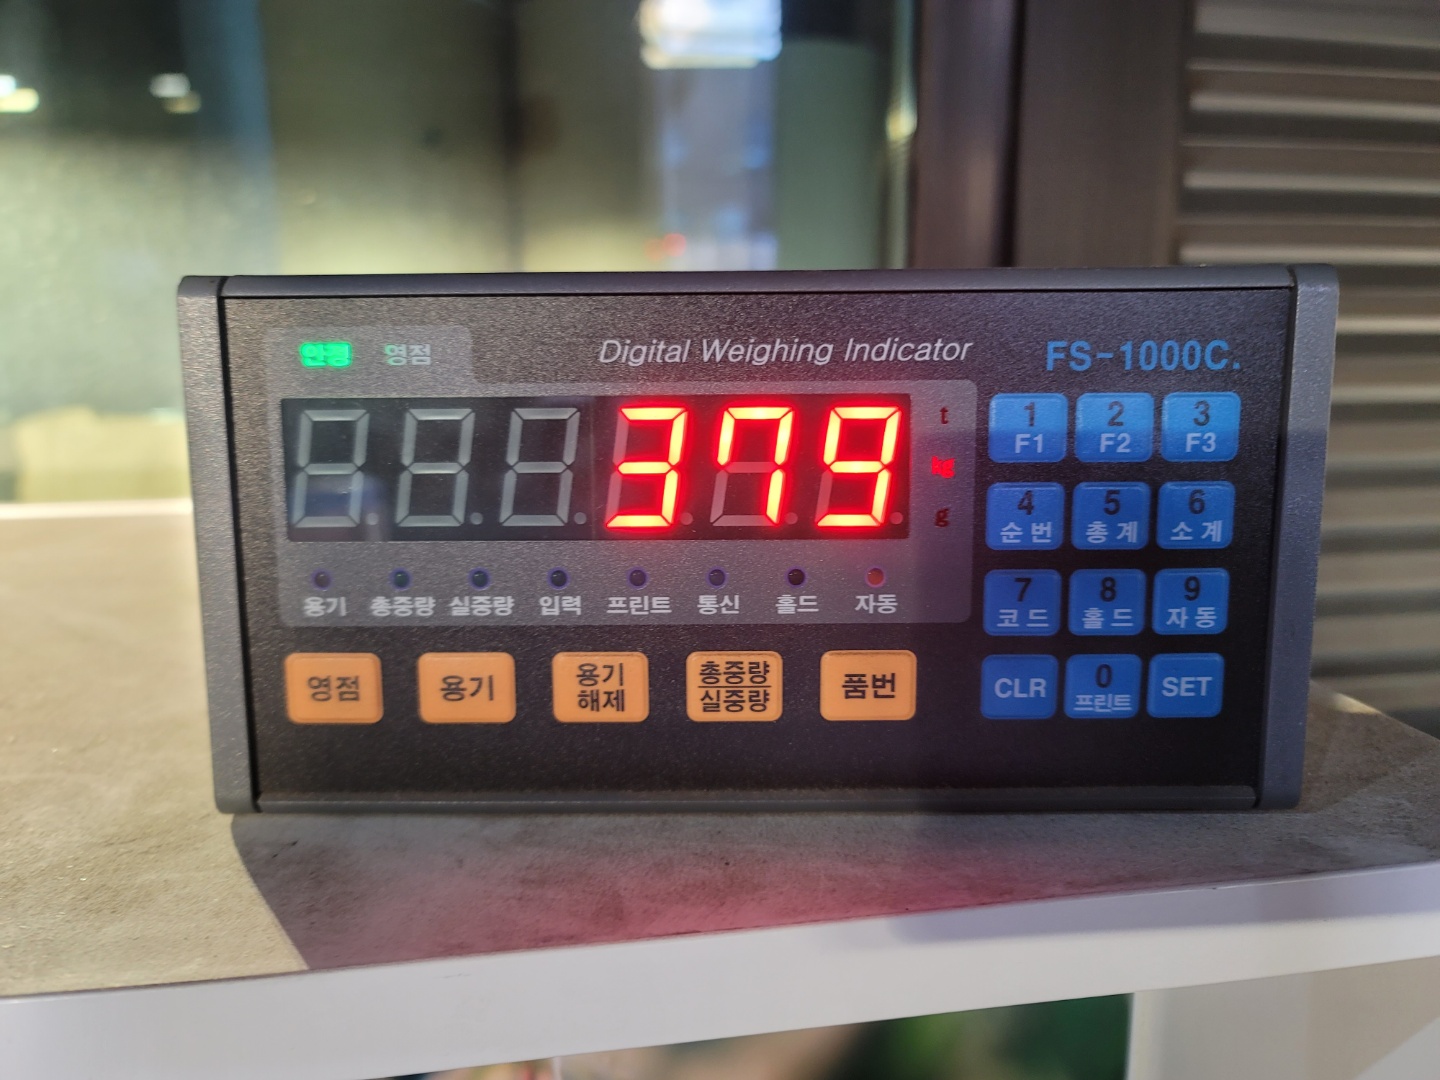 안정 영점
Digital Weighing Indicator
FS-1000C.
379
t
kg
g
용기 총중량 실중량 입력 프린트 통신 홀드 자동
영점
용기
용기
해제
총중량
실중량
품번
1 2 3
F1 F2 F3
4 5 6
순번 총계 소계
7 8 9
코드 홀드 자동
CLR
0
프린트
SET